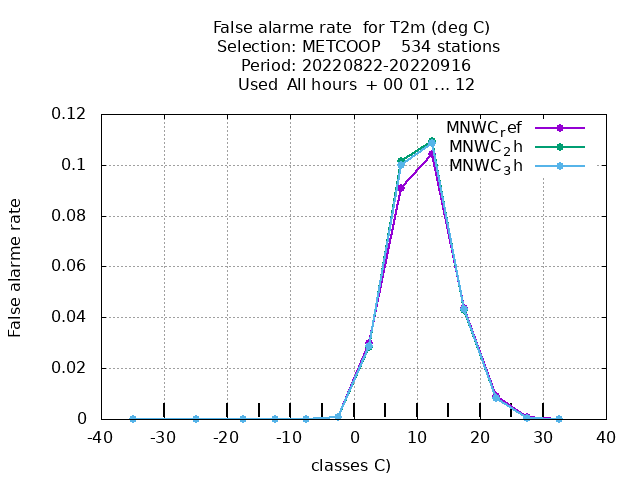 False alarme rate  for T2m (deg C)
Selection: METCOOP    534 stations
Period: 20220822-20220916
Used  All hours  + 00 01 ... 12
MNWC_ref
MNWC_2h
MNWC_3h
False alarme rate
0.12
0.1
0.08
0.06
0.04
0.02
0
-40 -30 -20 -10 0 10 20 30 40
classes C)